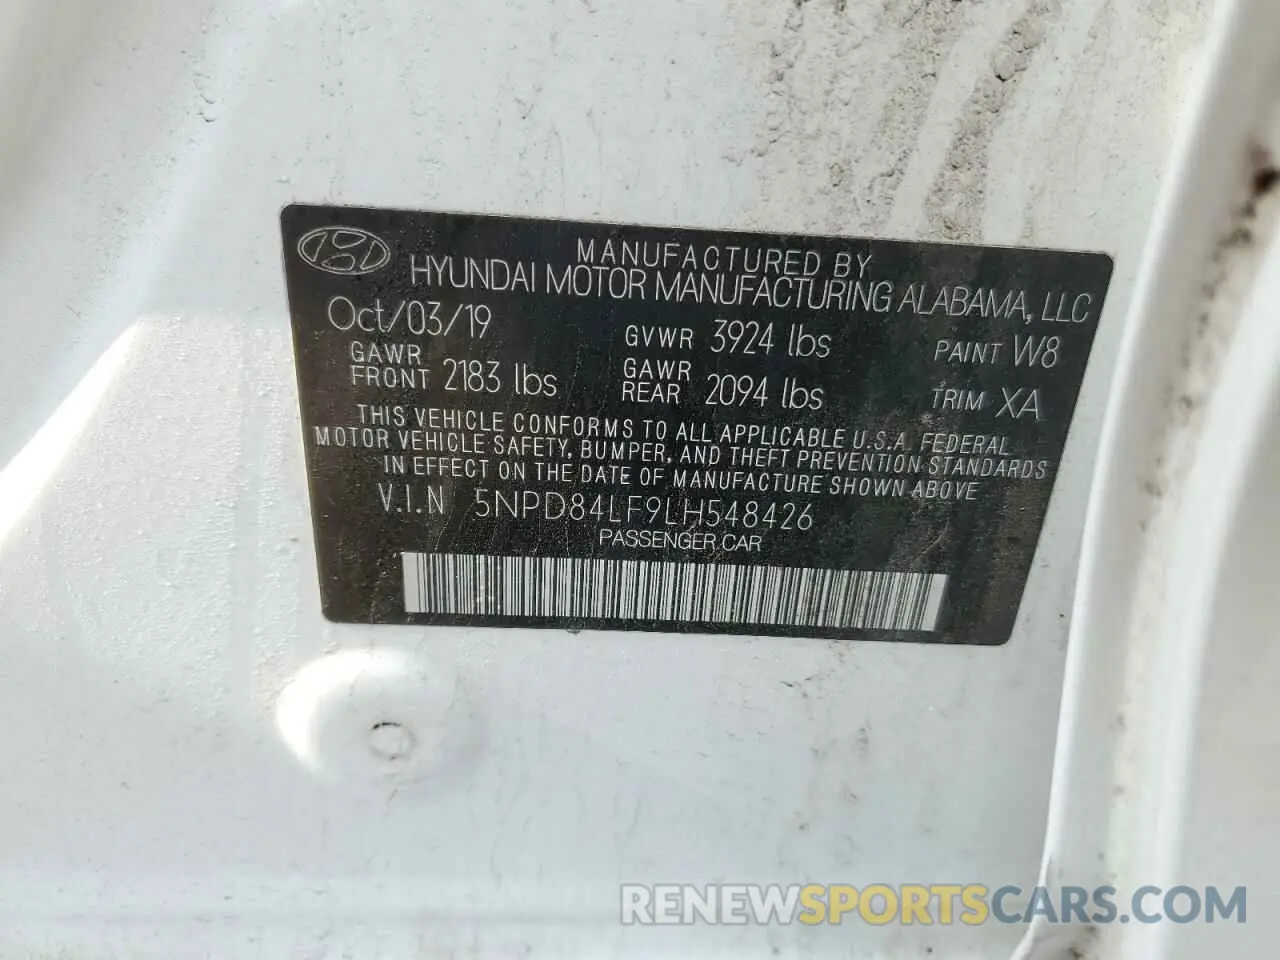 MANUFACTURED BY
HYUNDAI MOTOR MANUFACTURING ALABAMA, LLC
Oct/03/19 GVWR 3924 lbs PAINT W8
GAWR FRONT 2183 lbs GAWR REAR 2094 lbs TRIM XA
THIS VEHICLE CONFORMS TO ALL APPLICABLE U.S.A. FEDERAL
MOTOR VEHICLE SAFETY, BUMPER, AND THEFT PREVENTION STANDARDS
IN EFFECT ON THE DATE OF MANUFACTURE SHOWN ABOVE
V.I.N 5NPD84LF9LH548426
PASSENGER CAR
RENEWSPORTSCARS.COM